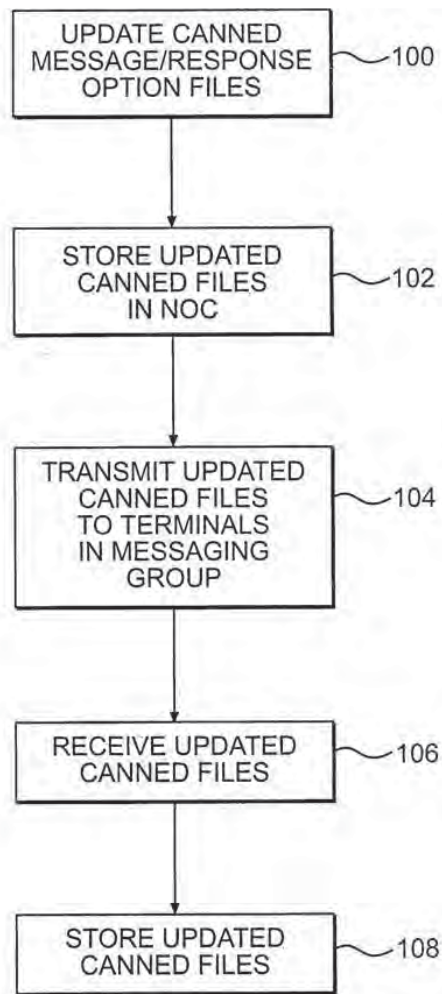 UPDATE CANNED
MESSAGE/RESPONSE
OPTION FILES
100
STORE UPDATED
CANNED FILES
IN NOC
102
TRANSMIT UPDATED
CANNED FILES
TO TERMINALS
IN MESSAGING
GROUP
104
RECEIVE UPDATED
CANNED FILES
106
STORE UPDATED
CANNED FILES
108